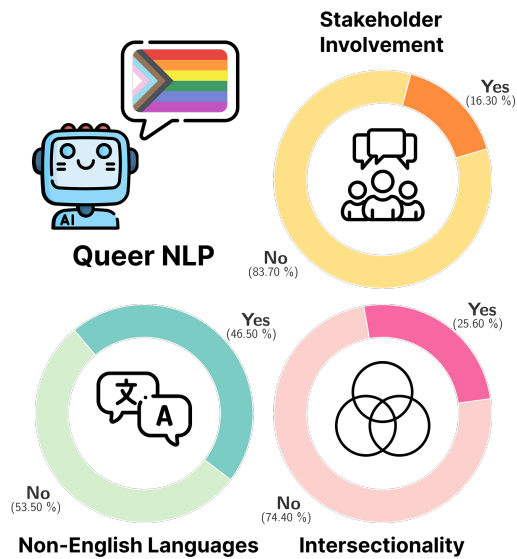 Stakeholder
Involvement
Yes
(16.30 %)
AI
Queer NLP
No
(83.70 %)
Yes
(46.50 %)
文
A
No
(53.50 %)
Non-English Languages
Yes
(25.60 %)
No
(74.40 %)
Intersectionality